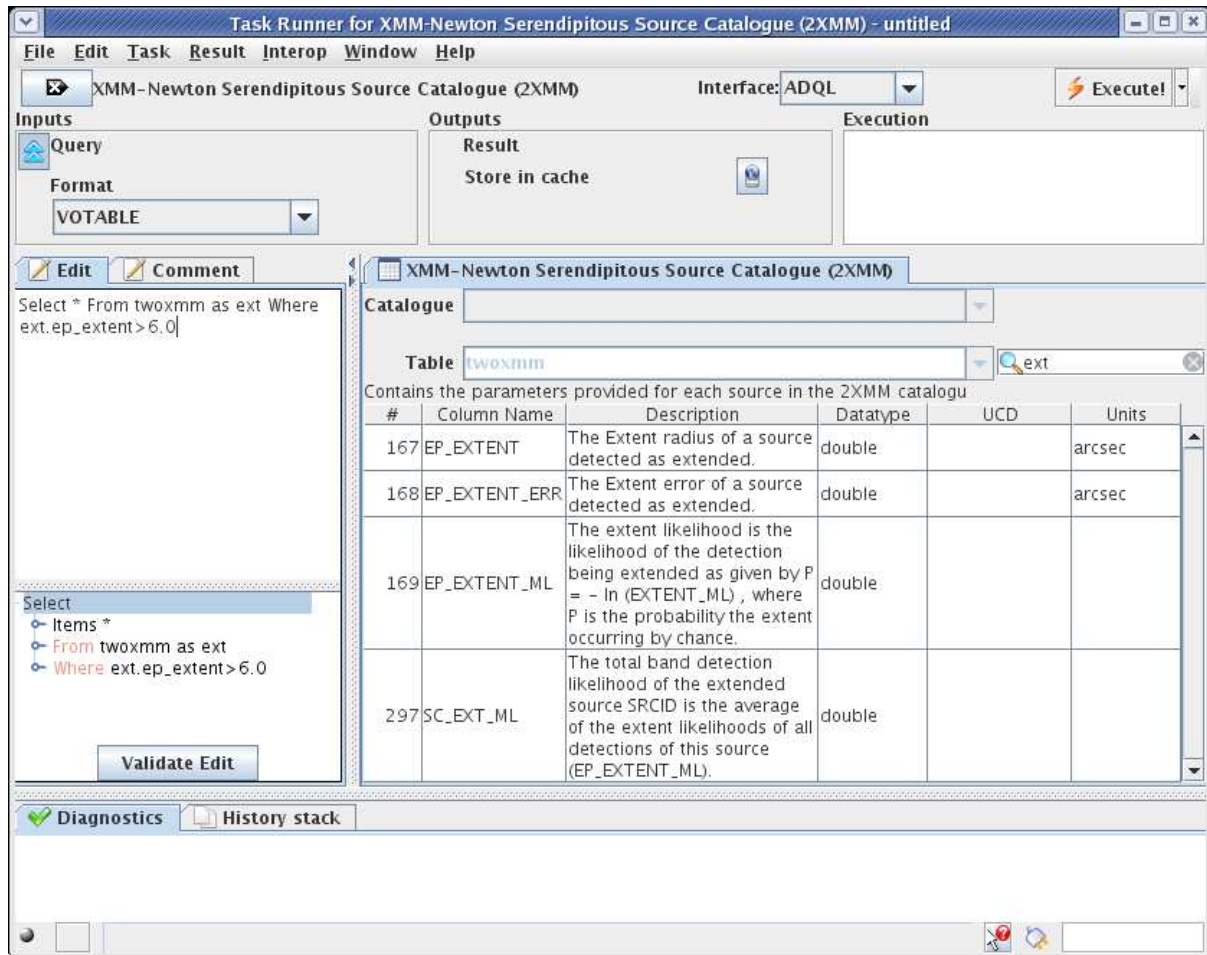 Task Runner for XMM-Newton Serendipitous Source Catalogue (2XMM) - untitled
File Edit Task Result Interop Window Help
XMM-Newton Serendipitous Source Catalogue (2XMM)
Interface: ADQL
Execute!
Inputs
Outputs
Execution
Query
Result
Format
Store in cache
VOTABLE
Edit
Comment
XMM-Newton Serendipitous Source Catalogue (2XMM)
Select * From twoxmm as ext Where
ext.ep_extent>6.0
Catalogue
Table twoxmm
ext
Contains the parameters provided for each source in the 2XMM catalogu
# Column Name Description Datatype UCD Units
167 EP_EXTENT The Extent radius of a source
detected as extended. double arcsec
168 EP_EXTENT_ERR The Extent error of a source
detected as extended. double arcsec
169 EP_EXTENT_ML The extent likelihood is the
likelihood of the detection
being extended as given by P
= - ln (EXTENT_ML) , where
P is the probability the extent
occurring by chance. double
297 SC_EXT_ML The total band detection
likelihood of the extended
source SRCID is the average
of the extent likelihoods of all
detections of this source
(EP_EXTENT_ML). double
Select
Items *
From twoxmm as ext
Where ext.ep_extent>6.0
Validate Edit
Diagnostics
History stack